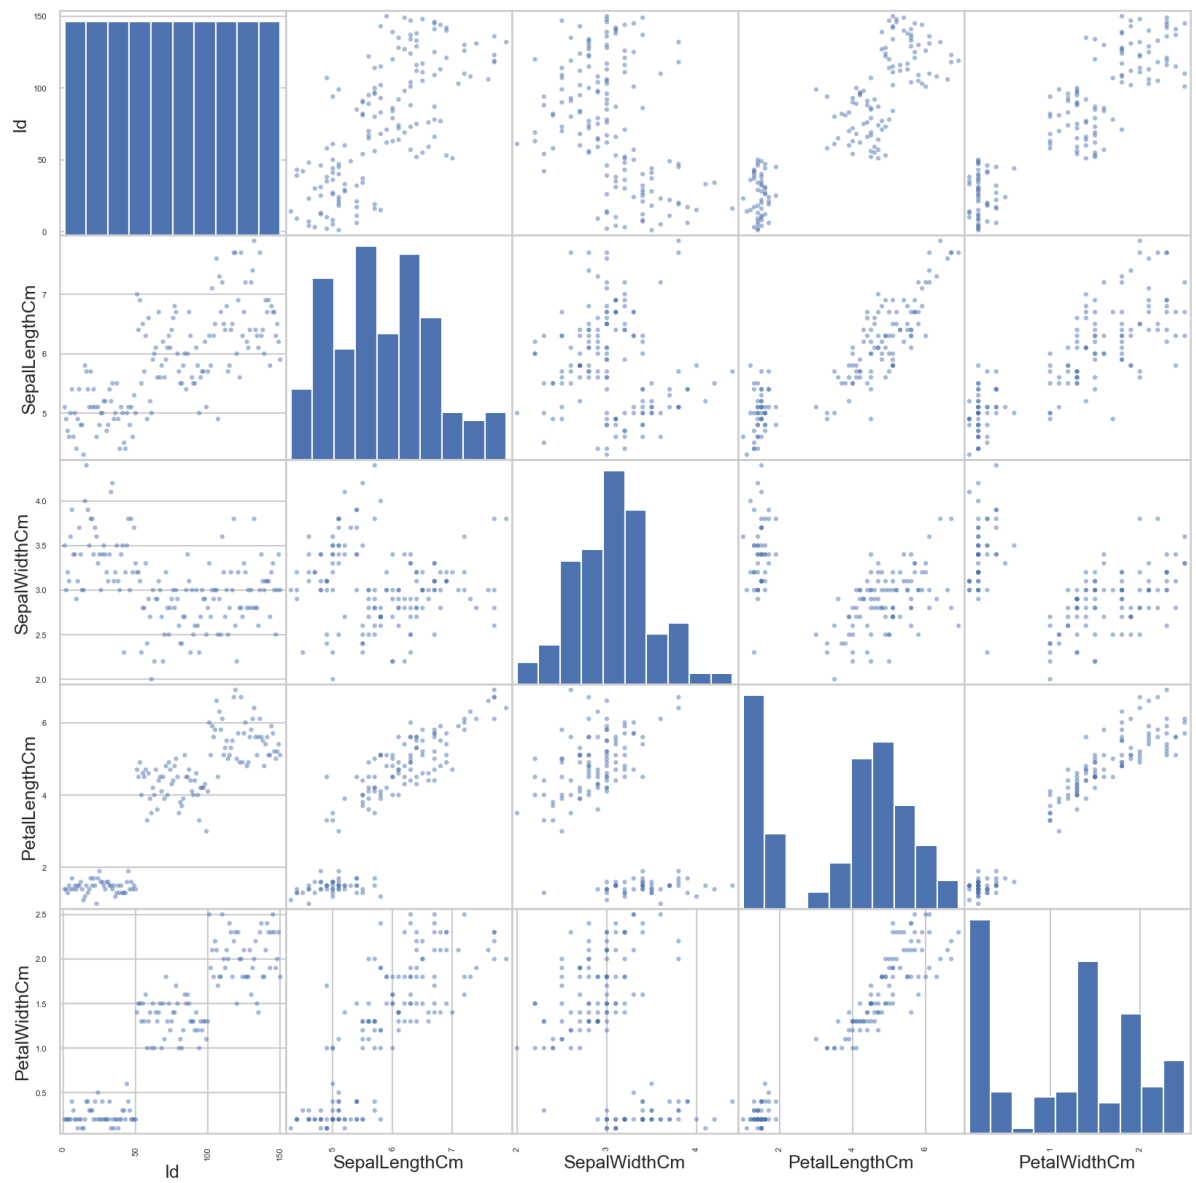 150
100
50
0
Id
7
6
5
SepalLengthCm
4.0
3.5
3.0
2.5
2.0
SepalWidthCm
6
4
2
PetalLengthCm
2.5
2.0
1.5
1.0
0.5
PetalWidthCm
0 50 100 150 5 6 7 2 3 4 2 4 6 1 2
Id SepalLengthCm SepalWidthCm PetalLengthCm PetalWidthCm